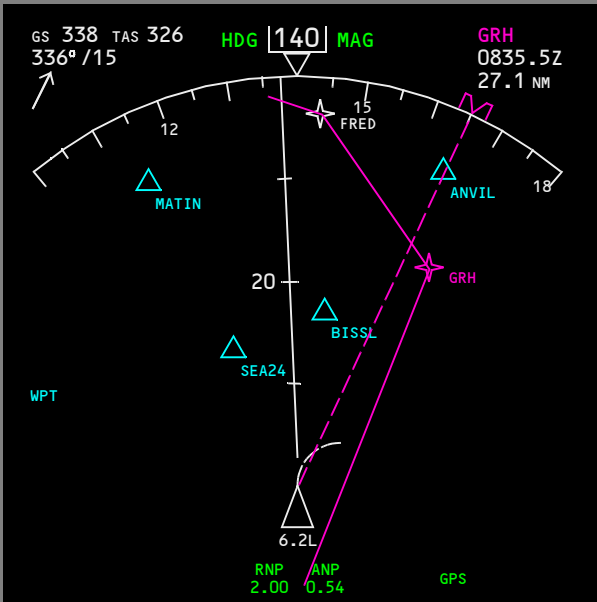 GS 338 TAS 326
336°/15
HDG 140 MAG
GRH
0835.5Z
27.1 NM
12
15
18
FRED
MATIN
ANVIL
GRH
20
BISSL
SEA24
WPT
6.2L
RNP ANP
2.00 0.54
GPS